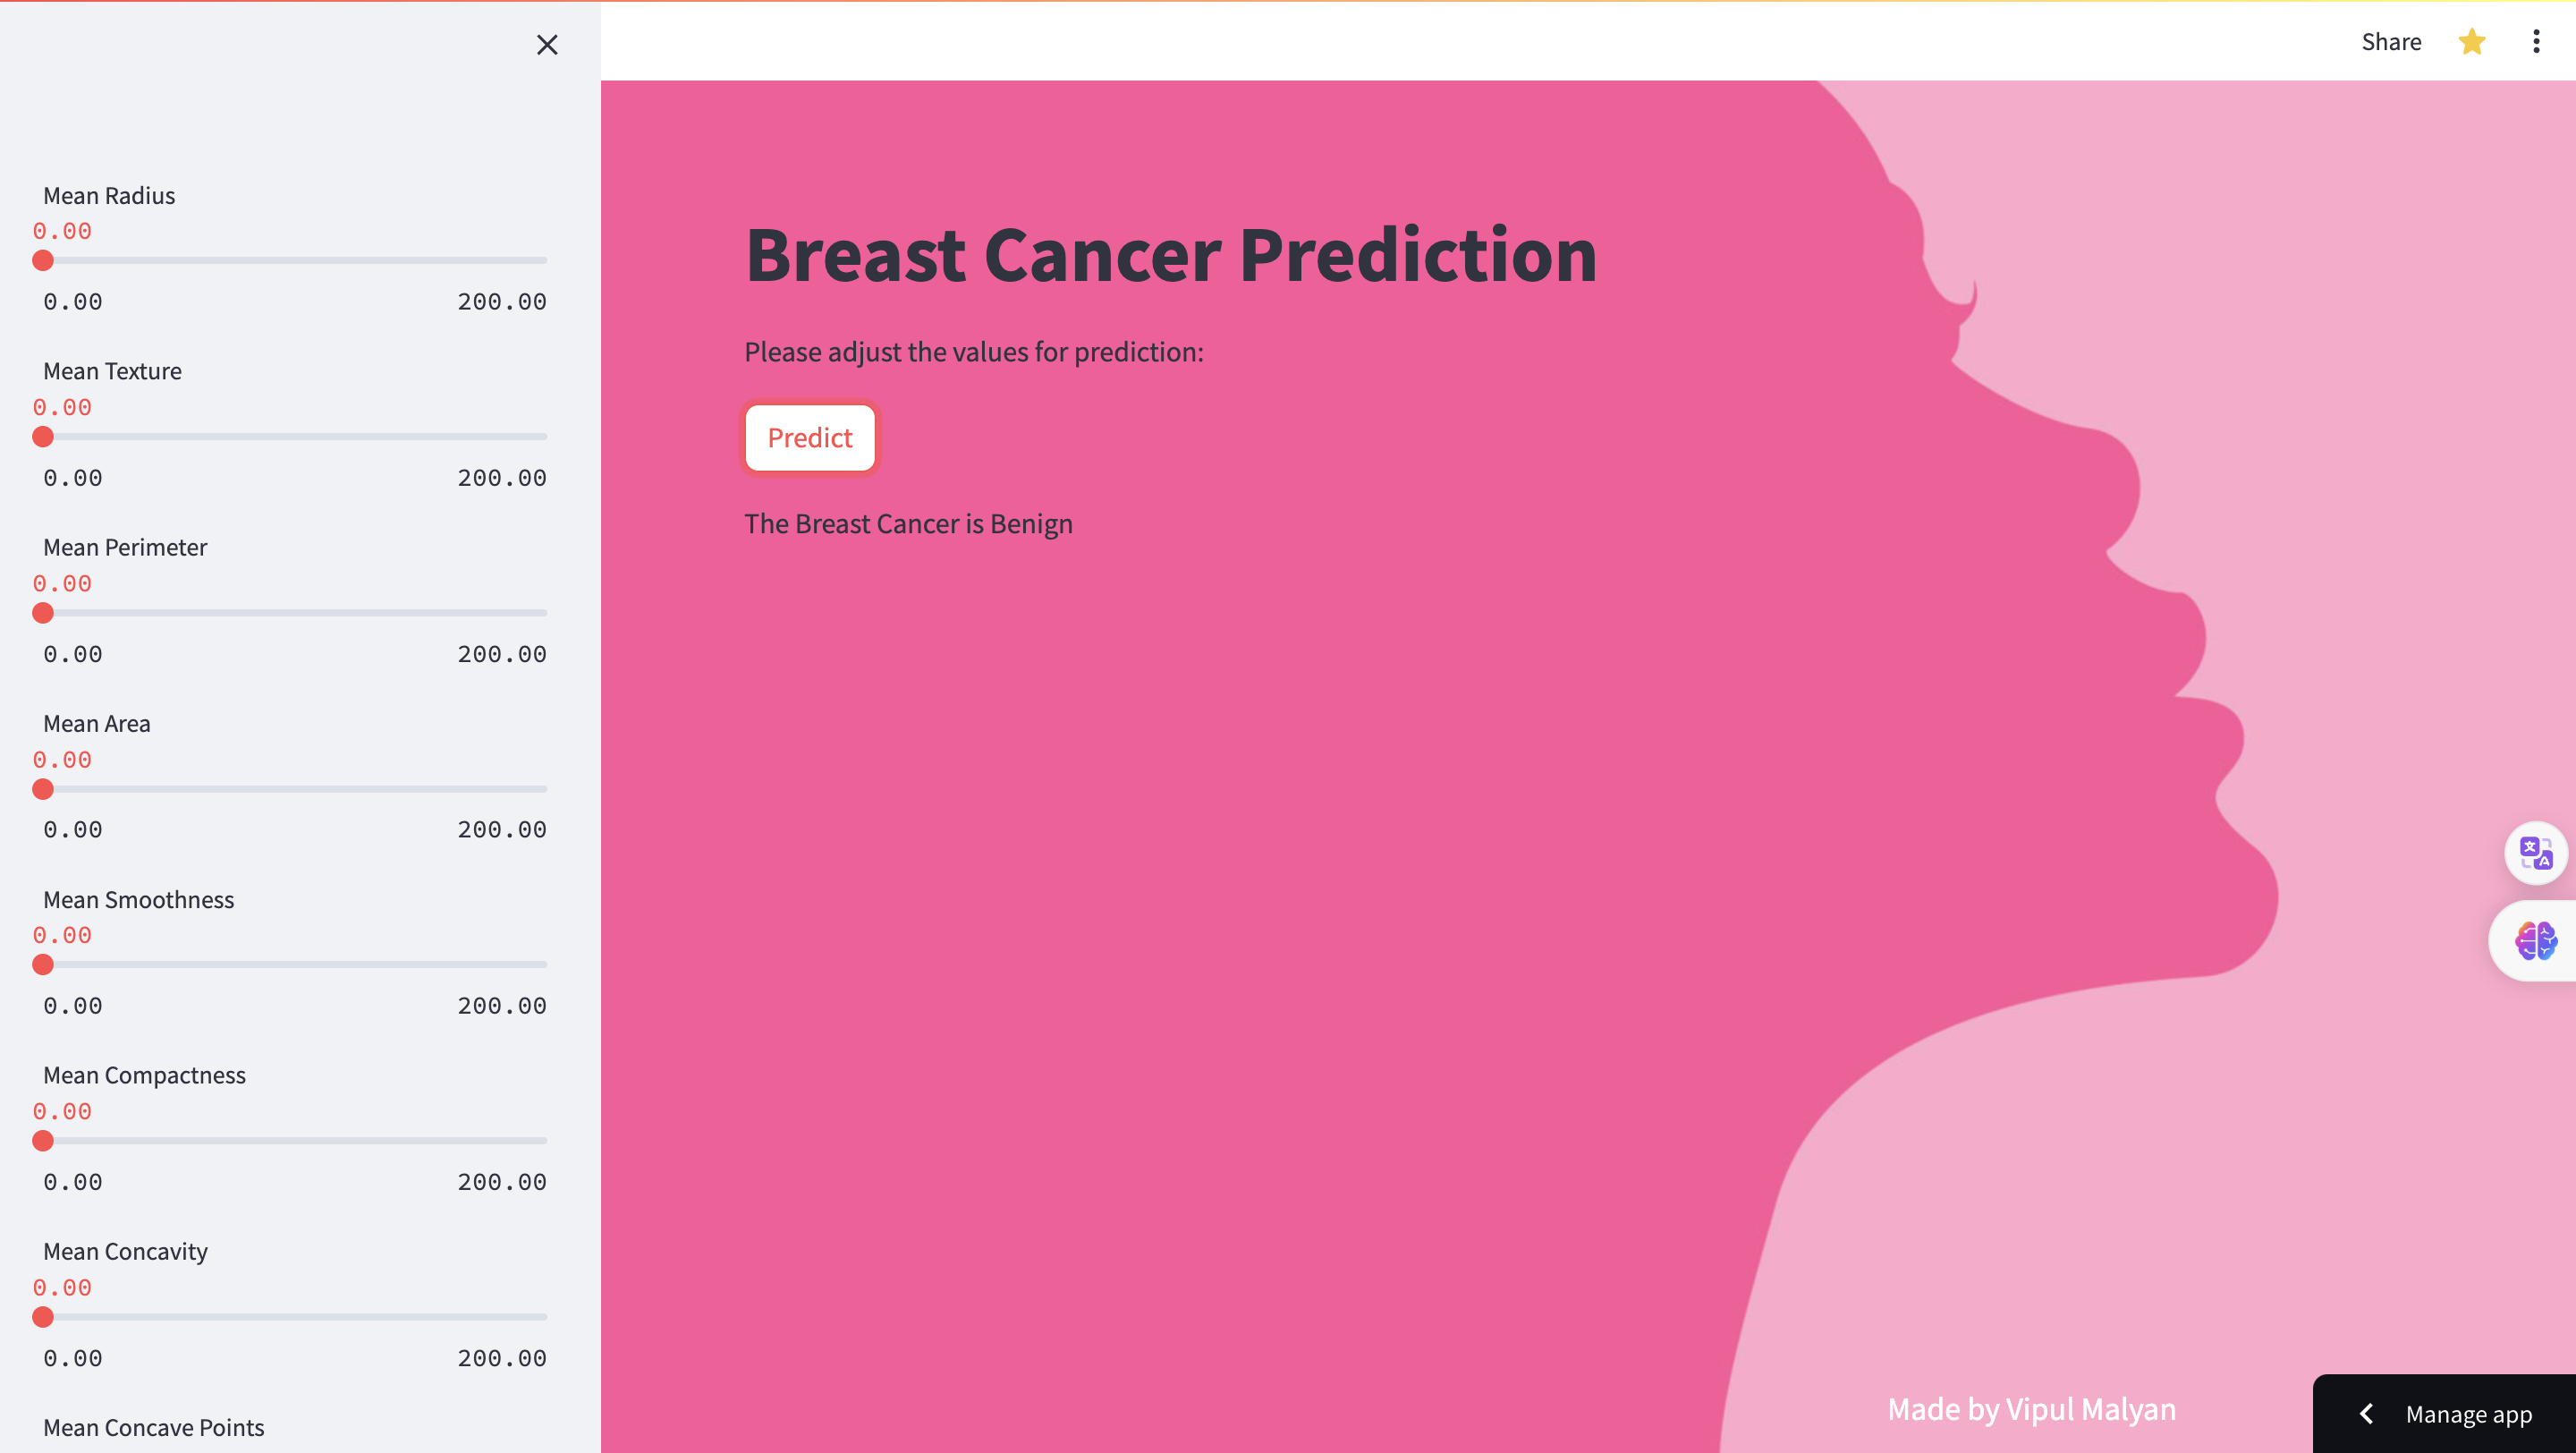 Mean Radius
0.00
0.00 200.00
Mean Texture
0.00
0.00 200.00
Mean Perimeter
0.00
0.00 200.00
Mean Area
0.00
0.00 200.00
Mean Smoothness
0.00
0.00 200.00
Mean Compactness
0.00
0.00 200.00
Mean Concavity
0.00
0.00 200.00
Mean Concave Points
Share
Breast Cancer Prediction
Please adjust the values for prediction:
Predict
The Breast Cancer is Benign
Made by Vipul Malyan
Manage app